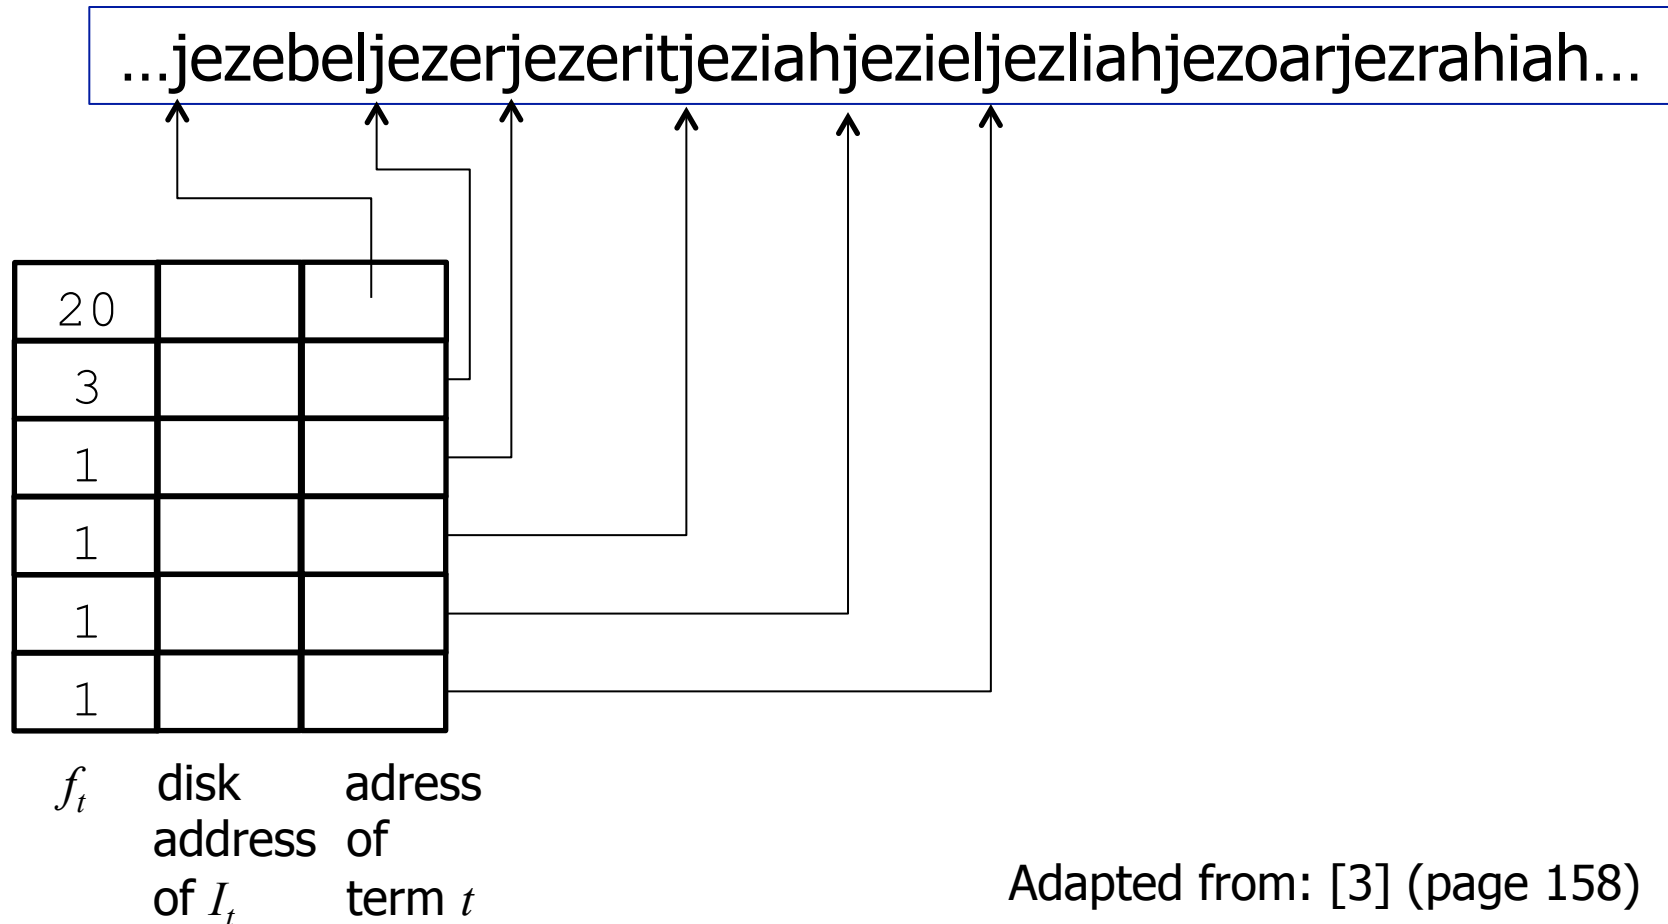 ...jezebeljezerjezeritjeziahjezieljezliahjezoarjezrahiah...
20
3
1
1
1
1
f_t disk adress
address of
of I_t term t
Adapted from: [3] (page 158)